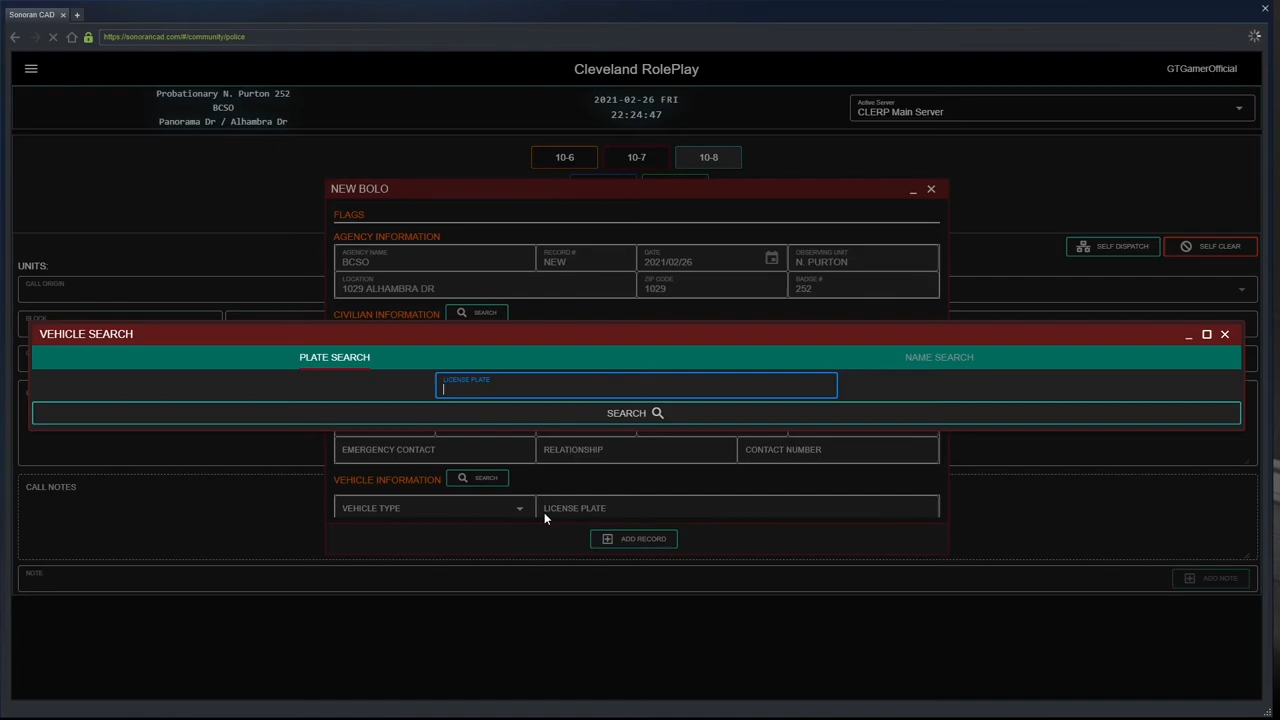 Sonoran CAD
https://sonorancad.com/#/community/police
Cleveland RolePlay
GTGamerOfficial
Probationary N. Purton 252
BCSO
Panorama Dr / Alhambra Dr
2021-02-26 FRI
22:24:47
Active Server
CLERP Main Server
10-6
10-7
10-8
NEW BOLO
FLAGS
AGENCY INFORMATION
AGENCY NAME
BCSO
RECORD #
NEW
DATE
2021/02/26
OBSERVING UNIT
N. PURTON
LOCATION
1029 ALHAMBRA DR
ZIP CODE
1029
BADGE #
252
SELF DISPATCH
SELF CLEAR
UNITS:
CALL ORIGIN
CIVILIAN INFORMATION
SEARCH
BLOCK
VEHICLE SEARCH
PLATE SEARCH
NAME SEARCH
LICENSE PLATE
SEARCH
EMERGENCY CONTACT
RELATIONSHIP
CONTACT NUMBER
VEHICLE INFORMATION
SEARCH
CALL NOTES
VEHICLE TYPE
LICENSE PLATE
ADD RECORD
NOTE
ADD NOTE